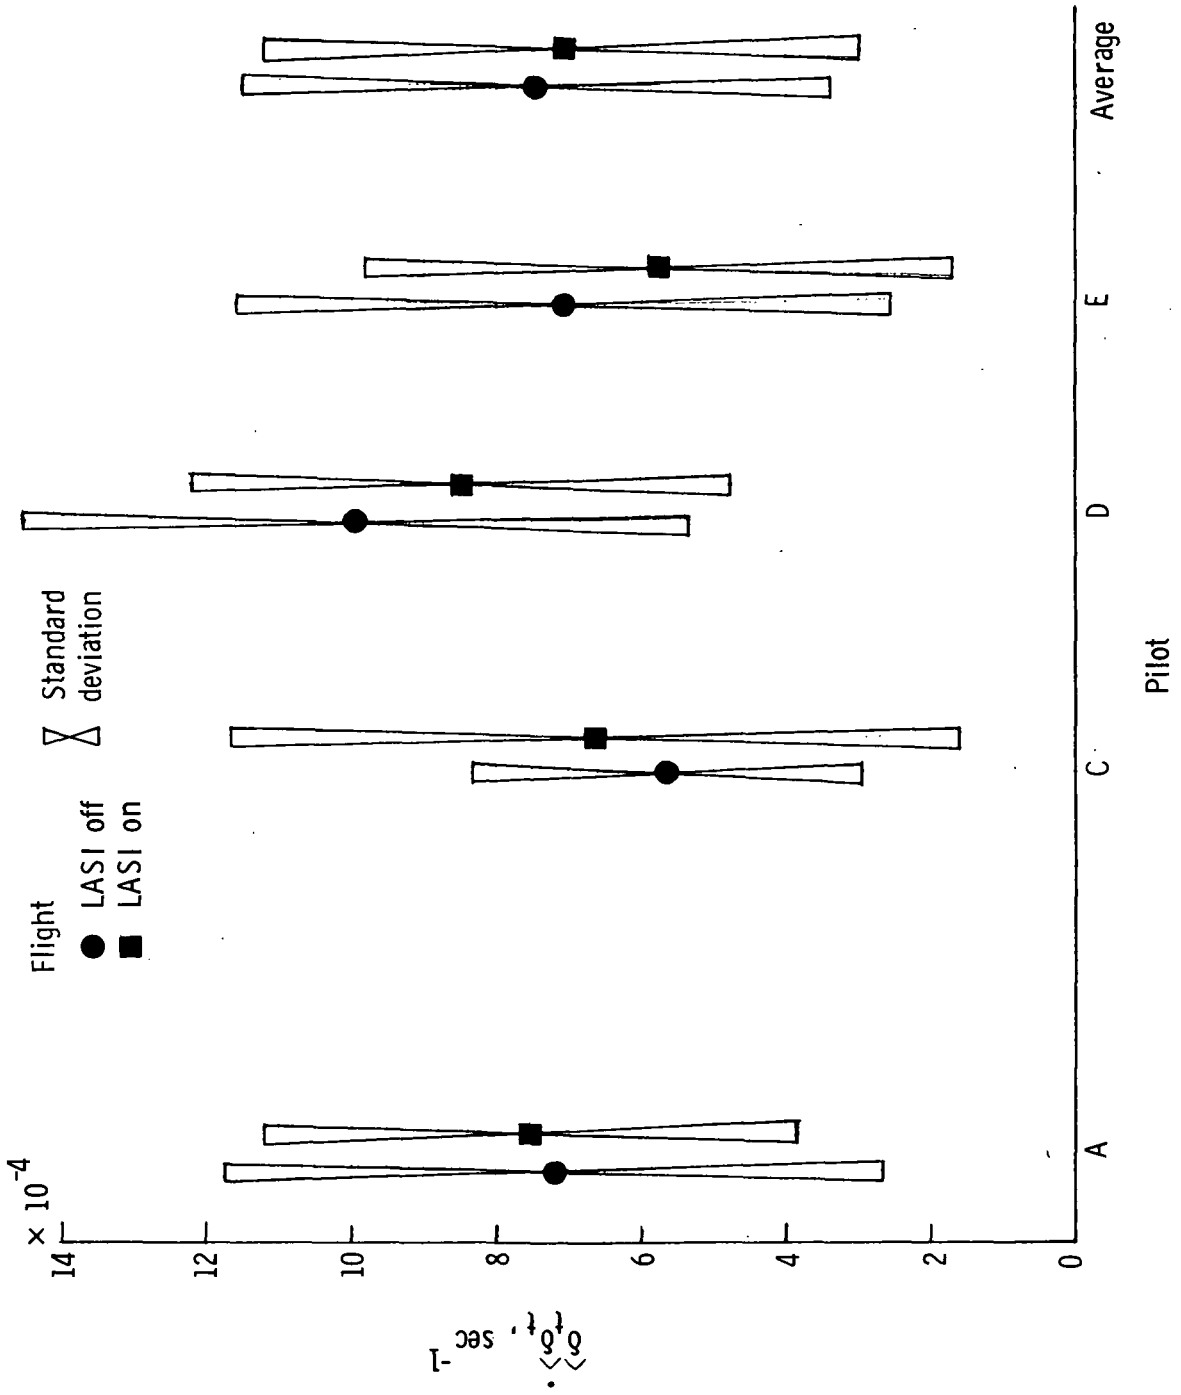 × 10⁻⁴
14
12
10
8
6
4
2
0
δ̂̇ₜδ̂ₜ, sec⁻¹
Flight
● LASI off
■ LASI on
Standard
deviation
A
C
D
E
Average
Pilot